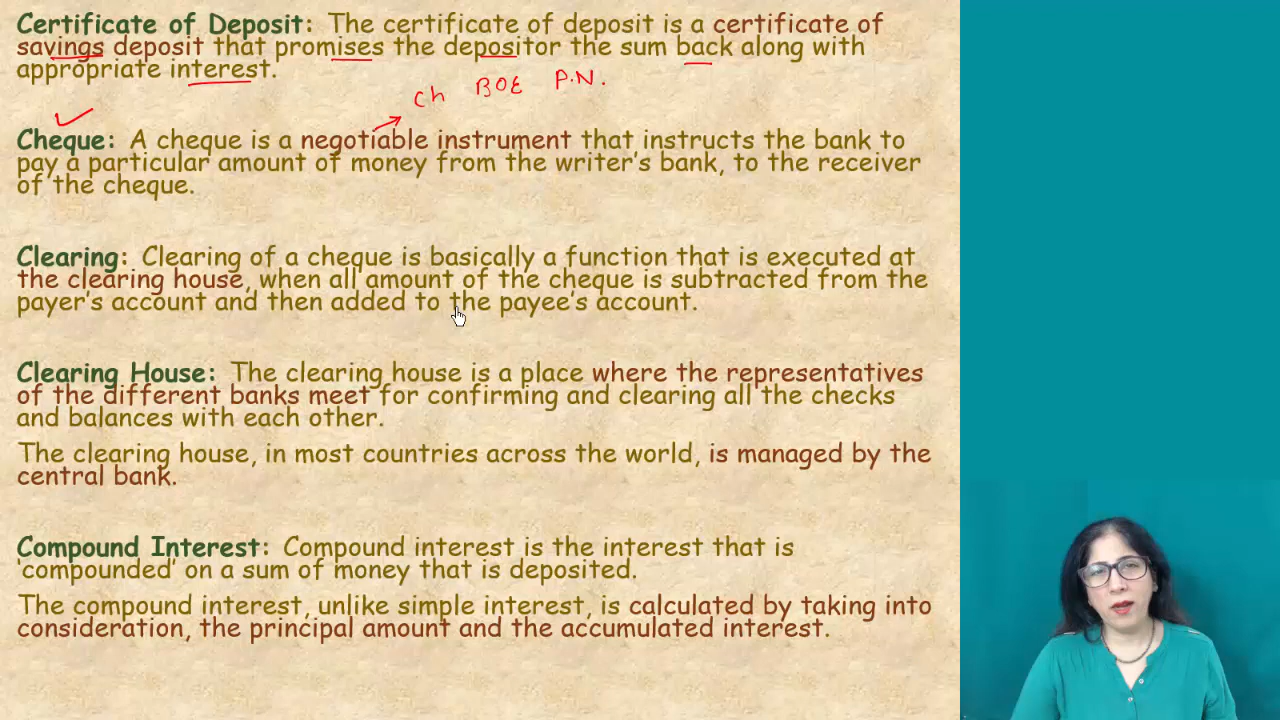 Certificate of Deposit: The certificate of deposit is a certificate of
savings deposit that promises the depositor the sum back along with
appropriate interest.
Ch BOE P.N.
Cheque: A cheque is a negotiable instrument that instructs the bank to
pay a particular amount of money from the writer's bank, to the receiver
of the cheque.
Clearing: Clearing of a cheque is basically a function that is executed at
the clearing house, when all amount of the cheque is subtracted from the
payer's account and then added to the payee's account.
Clearing House: The clearing house is a place where the representatives
of the different banks meet for confirming and clearing all the checks
and balances with each other.
The clearing house, in most countries across the world, is managed by the
central bank.
Compound Interest: Compound interest is the interest that is
'compounded' on a sum of money that is deposited.
The compound interest, unlike simple interest, is calculated by taking into
consideration, the principal amount and the accumulated interest.